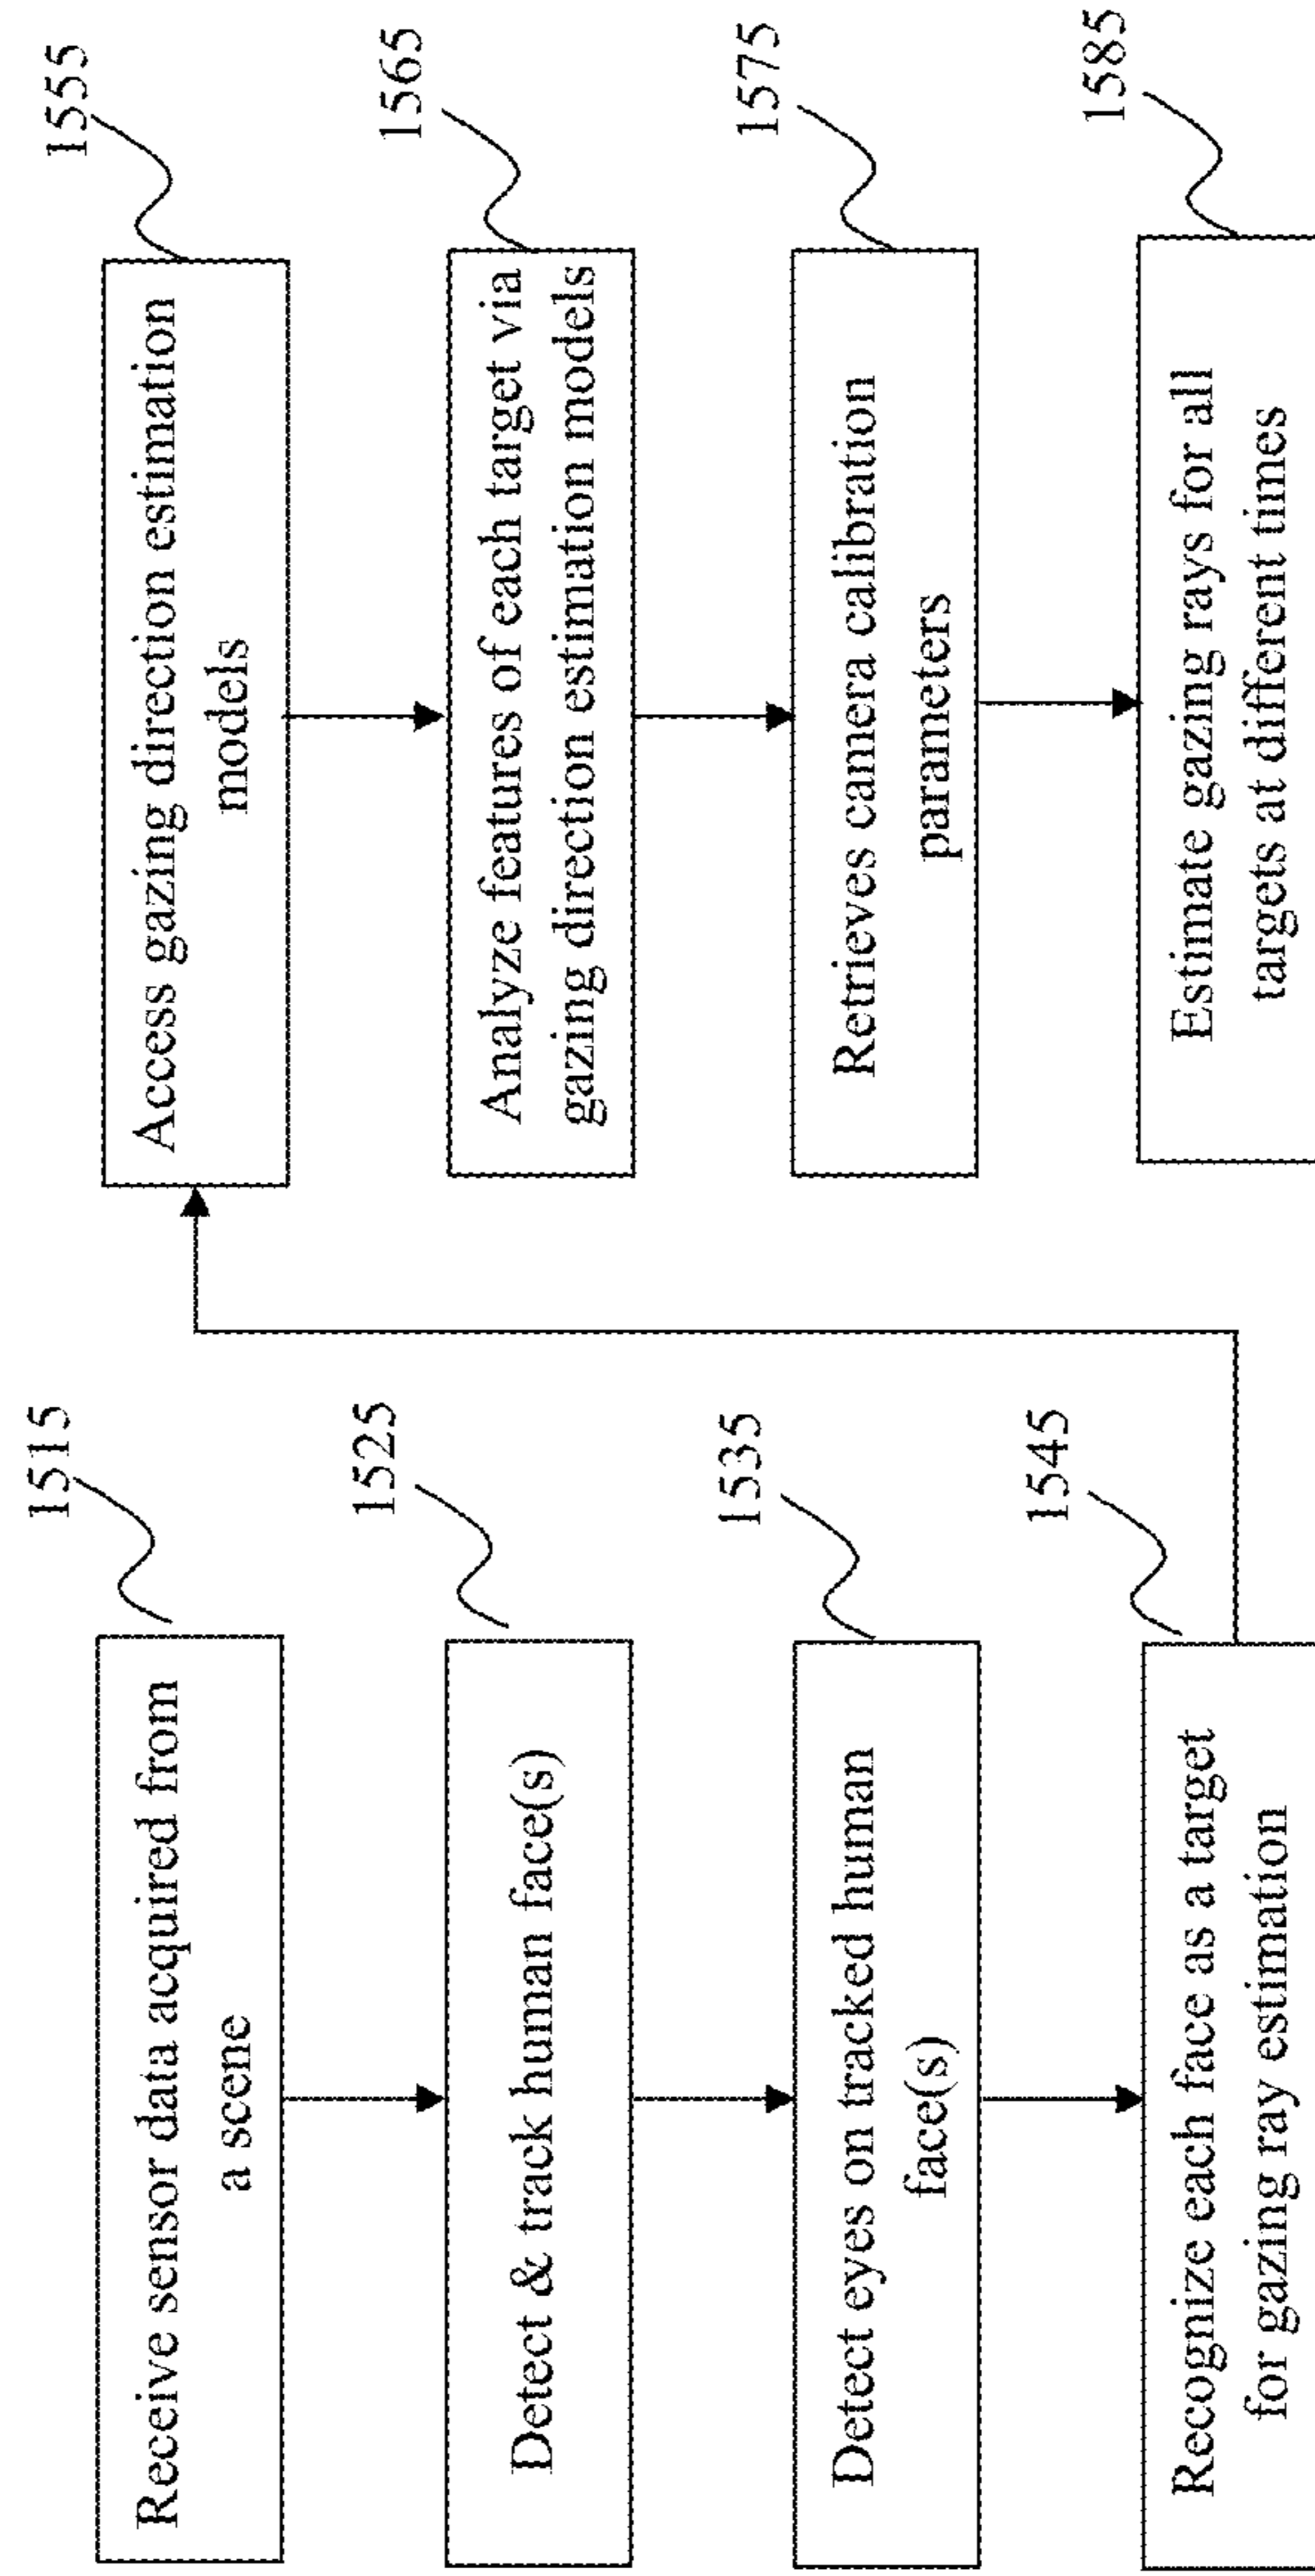 1515
Receive sensor data acquired from
a scene
1525
Detect & track human face(s)
1535
Detect eyes on tracked human
face(s)
1545
Recognize each face as a target
for gazing ray estimation
1555
Access gazing direction estimation
models
1565
Analyze features of each target via
gazing direction estimation models
1575
Retrieves camera calibration
parameters
1585
Estimate gazing rays for all
targets at different times